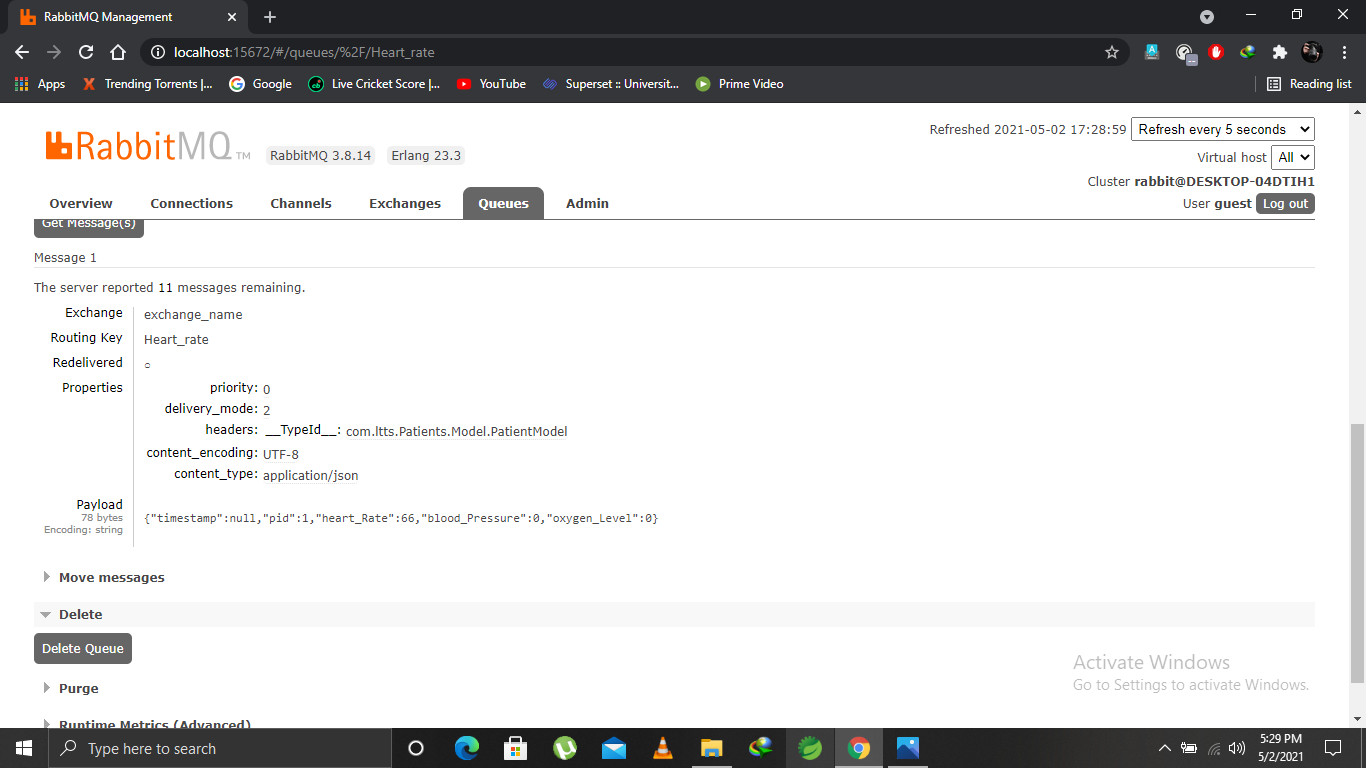 RabbitMQ Management
localhost:15672/#/queues/%2F/Heart_rate
Apps
Trending Torrents |...
Google
Live Cricket Score |...
YouTube
Superset :: Universit...
Prime Video
Reading list
RabbitMQ TM
RabbitMQ 3.8.14
Erlang 23.3
Refreshed 2021-05-02 17:28:59
Refresh every 5 seconds
Virtual host All
Cluster rabbit@DESKTOP-04DTIH1
User guest Log out
Overview
Connections
Channels
Exchanges
Queues
Admin
Get Message(s)
Message 1
The server reported 11 messages remaining.
Exchange exchange_name
Routing Key Heart_rate
Redelivered ○
Properties
priority: 0
delivery_mode: 2
headers: __TypeId__: com.ltts.Patients.Model.PatientModel
content_encoding: UTF-8
content_type: application/json
Payload
78 bytes
Encoding: string
{"timestamp":null,"pid":1,"heart_Rate":66,"blood_Pressure":0,"oxygen_Level":0}
Move messages
Delete
Delete Queue
Purge
Runtime Metrics (Advanced)
Activate Windows
Go to Settings to activate Windows.
Type here to search
5:29 PM
5/2/2021